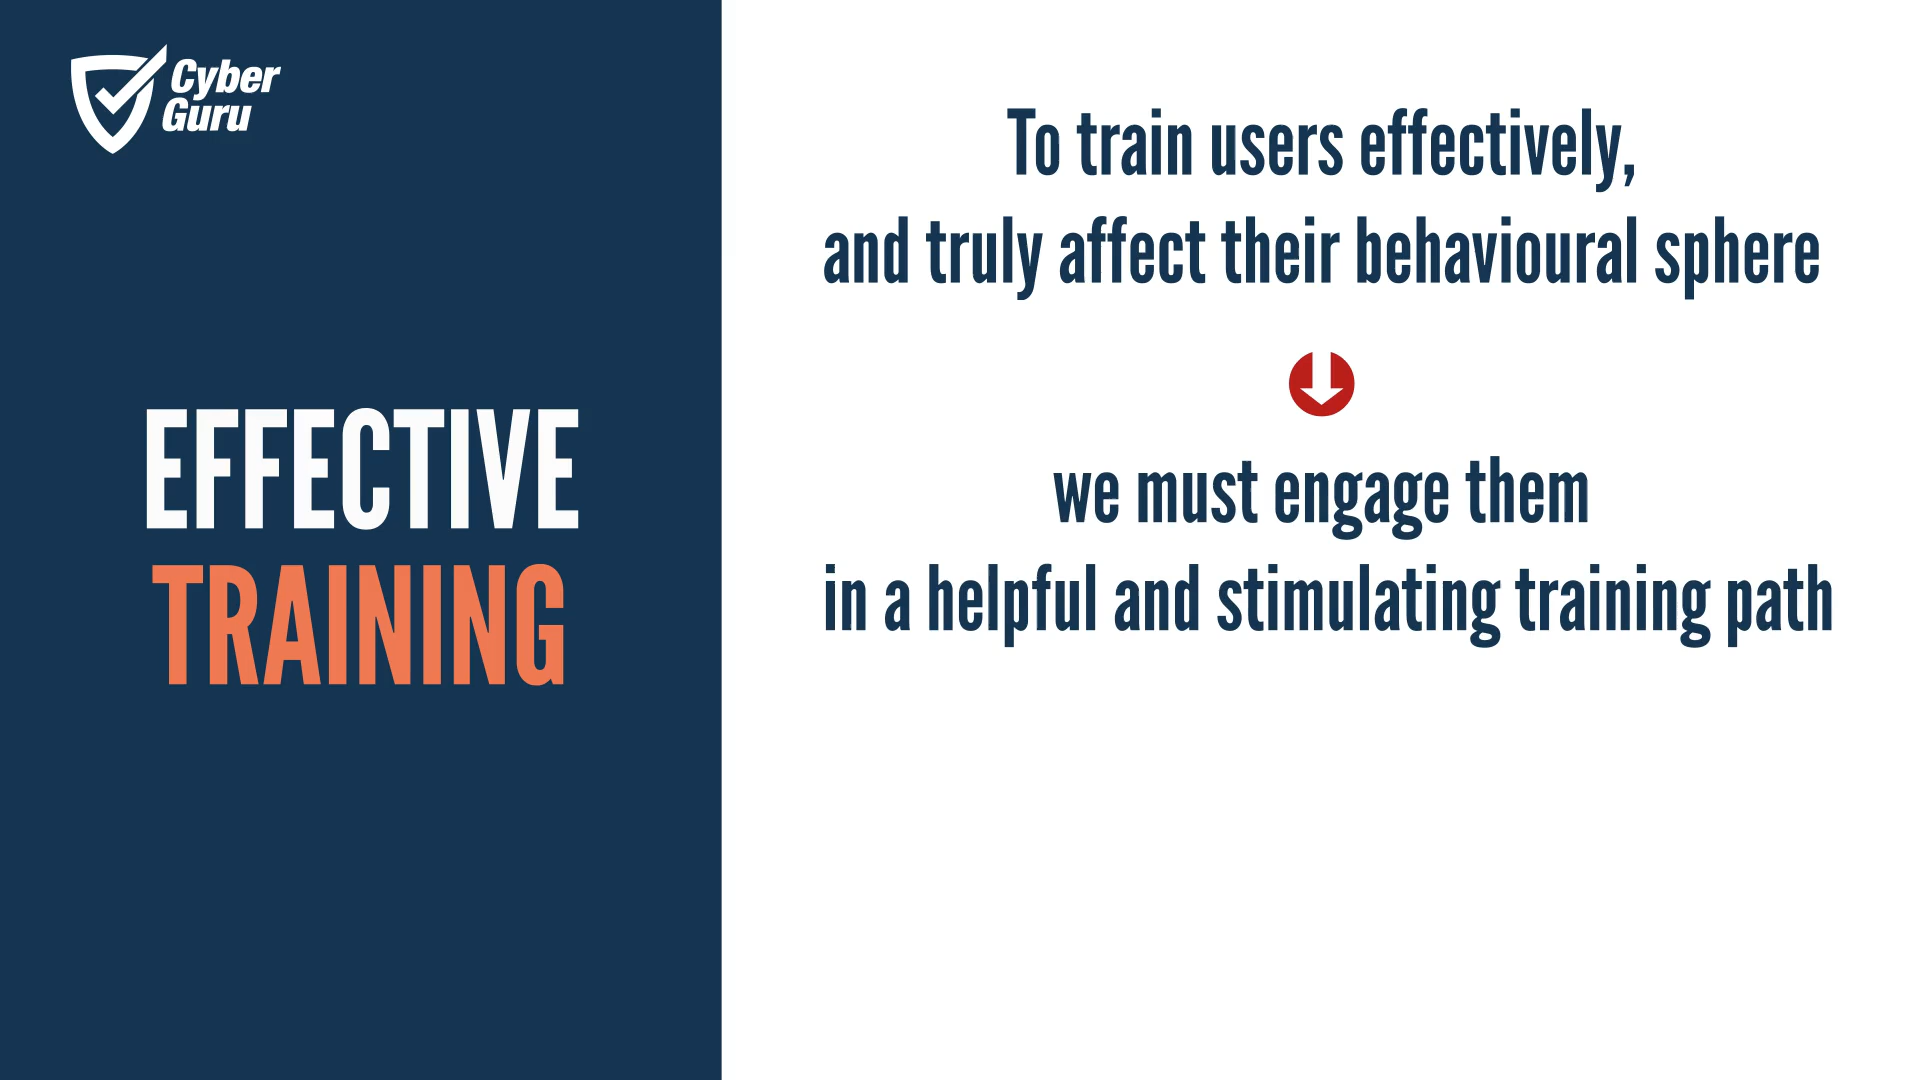 Cyber
Guru
EFFECTIVE
TRAINING
To train users effectively,
and truly affect their behavioural sphere
we must engage them
in a helpful and stimulating training path